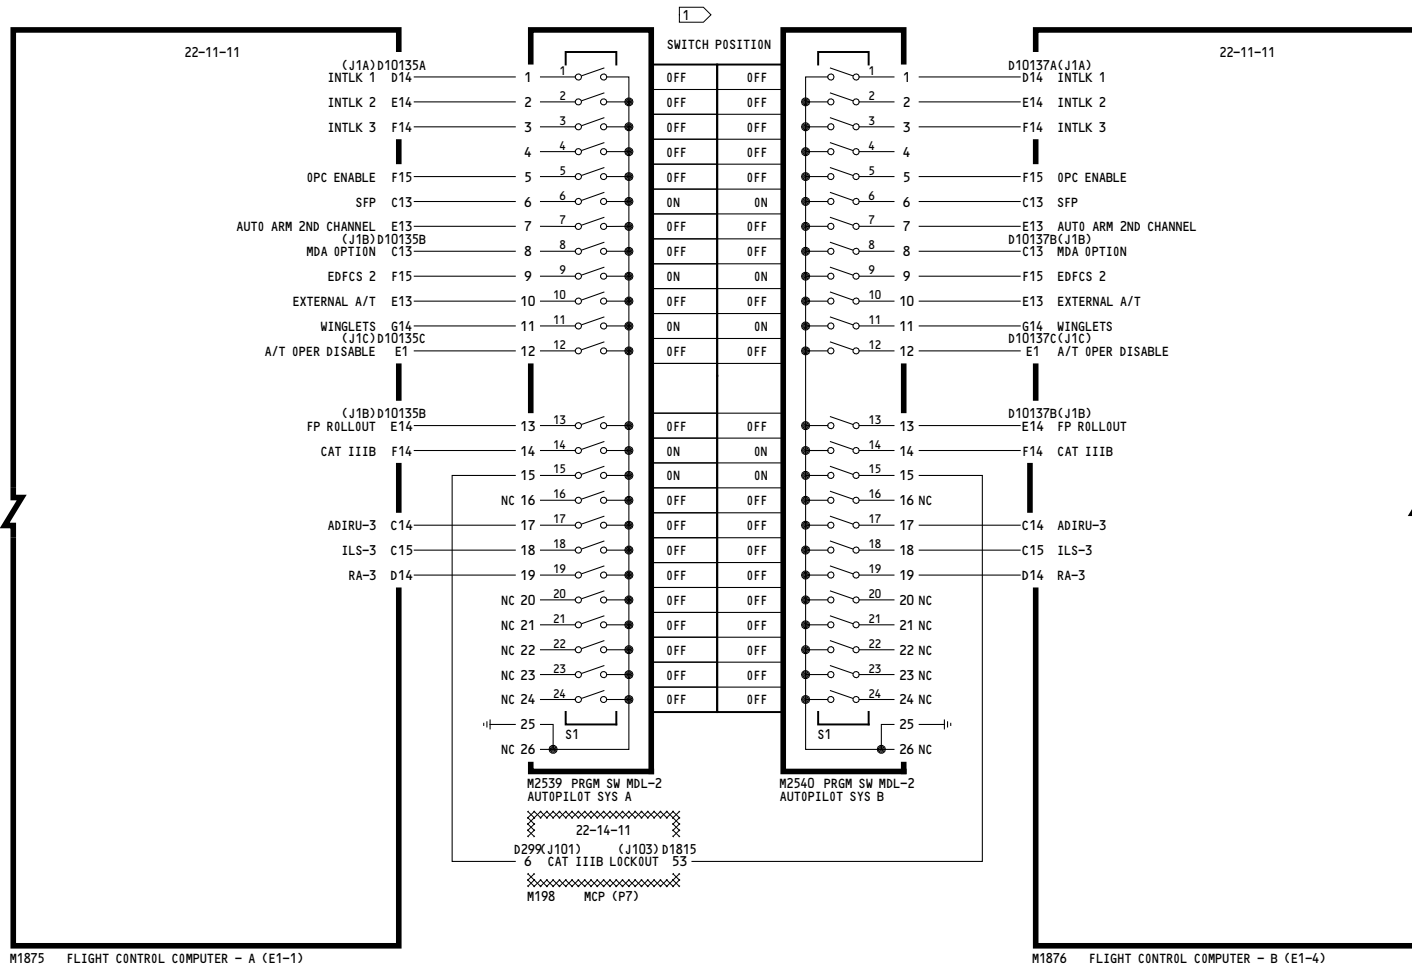 1
SWITCH POSITION
22-11-11 22-11-11
(J1A) D10135A D10137A (J1A)
INTLK 1 D14 1 1 OFF OFF 1 1 D14 INTLK 1
INTLK 2 E14 2 2 OFF OFF 2 2 E14 INTLK 2
INTLK 3 F14 3 3 OFF OFF 3 3 F14 INTLK 3
4 4 OFF OFF 4 4
OPC ENABLE F15 5 5 OFF OFF 5 5 F15 OPC ENABLE
SFP C13 6 6 ON ON 6 6 C13 SFP
AUTO ARM 2ND CHANNEL E13 7 7 OFF OFF 7 7 E13 AUTO ARM 2ND CHANNEL
(J1B) D10135B D10137B (J1B)
MDA OPTION C13 8 8 OFF OFF 8 8 C13 MDA OPTION
EDFCS 2 F15 9 9 ON ON 9 9 F15 EDFCS 2
EXTERNAL A/T E13 10 10 OFF OFF 10 10 E13 EXTERNAL A/T
WINGLETS G14 11 11 ON ON 11 11 G14 WINGLETS
(J1C) D10135C D10137C (J1C)
A/T OPER DISABLE E1 12 12 OFF OFF 12 12 E1 A/T OPER DISABLE
(J1B) D10135B D10137B (J1B)
FP ROLLOUT E14 13 13 OFF OFF 13 13 E14 FP ROLLOUT
CAT IIIB F14 14 14 ON ON 14 14 F14 CAT IIIB
15 15 ON ON 15 15
NC 16 16 OFF OFF 16 16 NC
ADIRU-3 C14 17 17 OFF OFF 17 17 C14 ADIRU-3
ILS-3 C15 18 18 OFF OFF 18 18 C15 ILS-3
RA-3 D14 19 19 OFF OFF 19 19 D14 RA-3
NC 20 20 OFF OFF 20 20 NC
NC 21 21 OFF OFF 21 21 NC
NC 22 22 OFF OFF 22 22 NC
NC 23 23 OFF OFF 23 23 NC
NC 24 24 OFF OFF 24 24 NC
25 S1 S1 25
NC 26 26 NC
M2539 PRGM SW MDL-2 M2540 PRGM SW MDL-2
AUTOPILOT SYS A AUTOPILOT SYS B
22-14-11
D299 (J101) (J103) D1815
6 CAT IIIB LOCKOUT 53
M198 MCP (P7)
M1875 FLIGHT CONTROL COMPUTER - A (E1-1) M1876 FLIGHT CONTROL COMPUTER - B (E1-4)